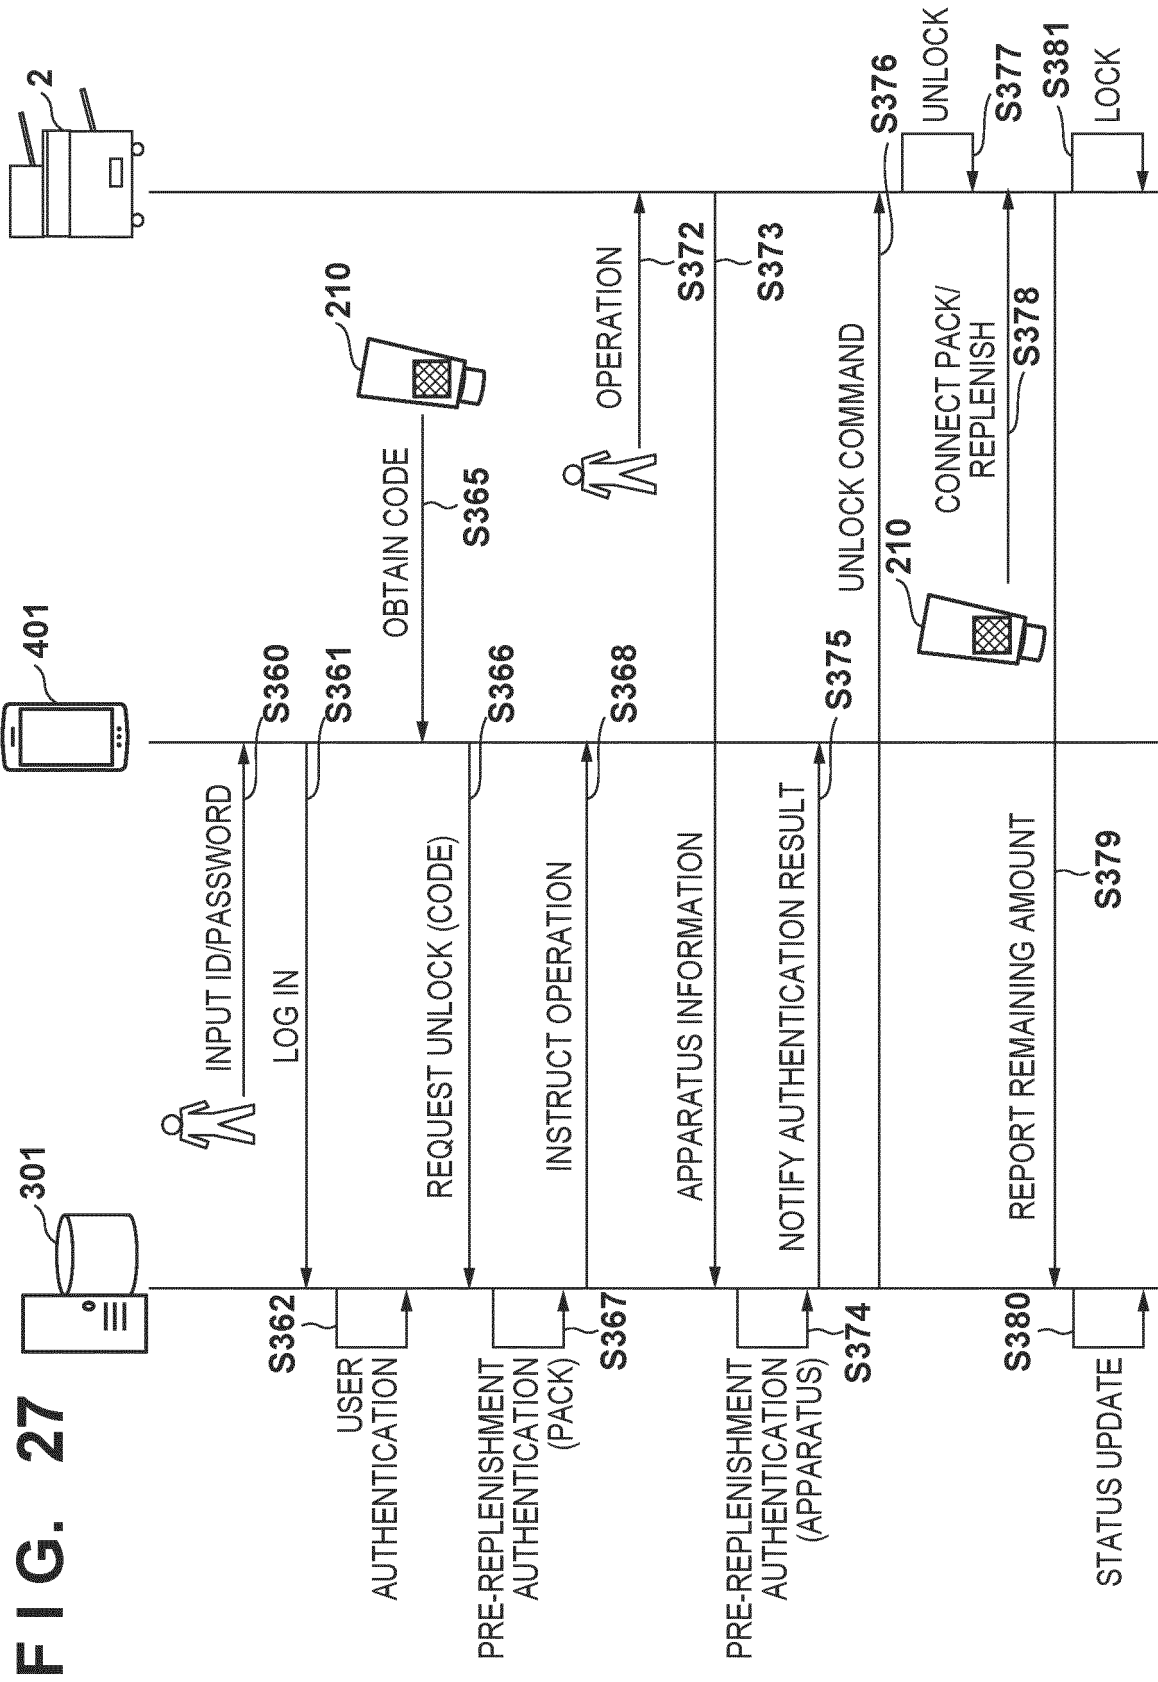 FIG. 27
301
401
2
INPUT ID/PASSWORD
S360
LOG IN
S361
S362
USER
AUTHENTICATION
210
OBTAIN CODE
S365
REQUEST UNLOCK (CODE)
S366
PRE-REPLENISHMENT
AUTHENTICATION
(PACK)
S367
INSTRUCT OPERATION
S368
OPERATION
S372
APPARATUS INFORMATION
S373
PRE-REPLENISHMENT
AUTHENTICATION
(APPARATUS)
S374
NOTIFY AUTHENTICATION RESULT
S375
UNLOCK COMMAND
S376
UNLOCK
S377
210
CONNECT PACK/
REPLENISH
S378
REPORT REMAINING AMOUNT
S379
S380
STATUS UPDATE
S381
LOCK